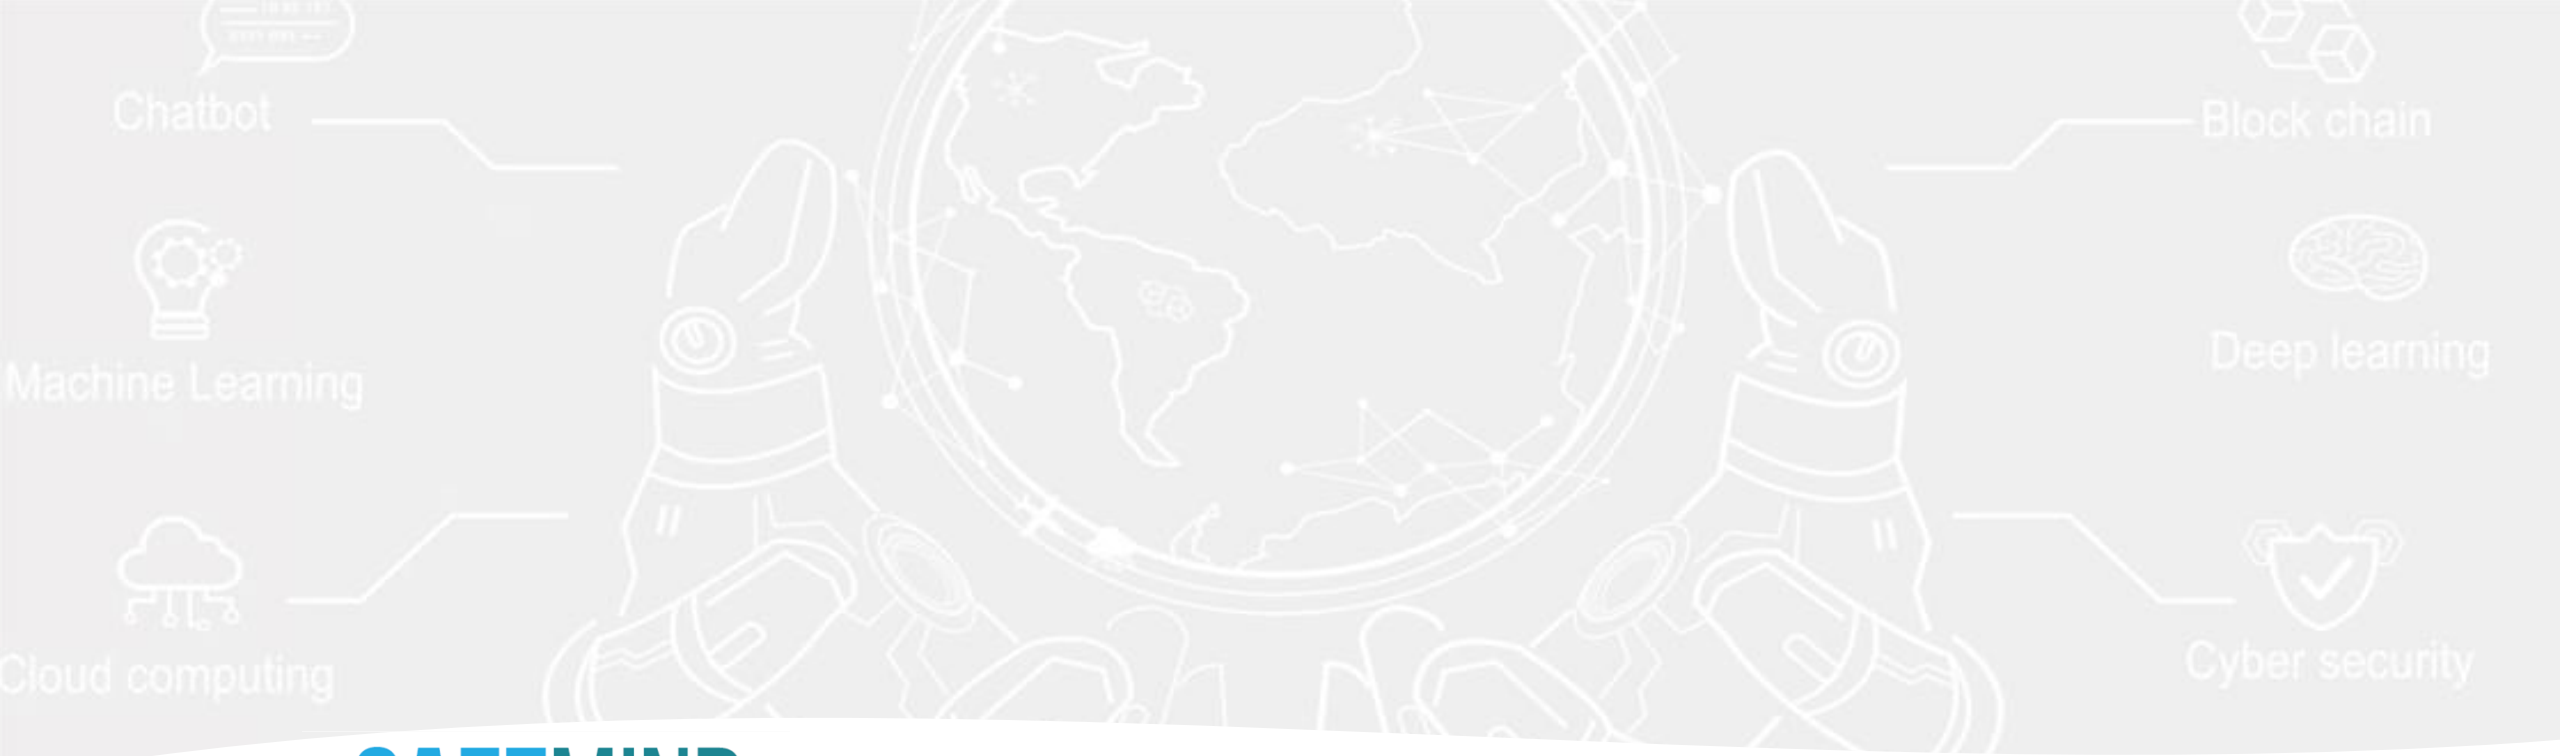 Chatbot
Block chain
Machine Learning
Deep learning
Cloud computing
Cyber security